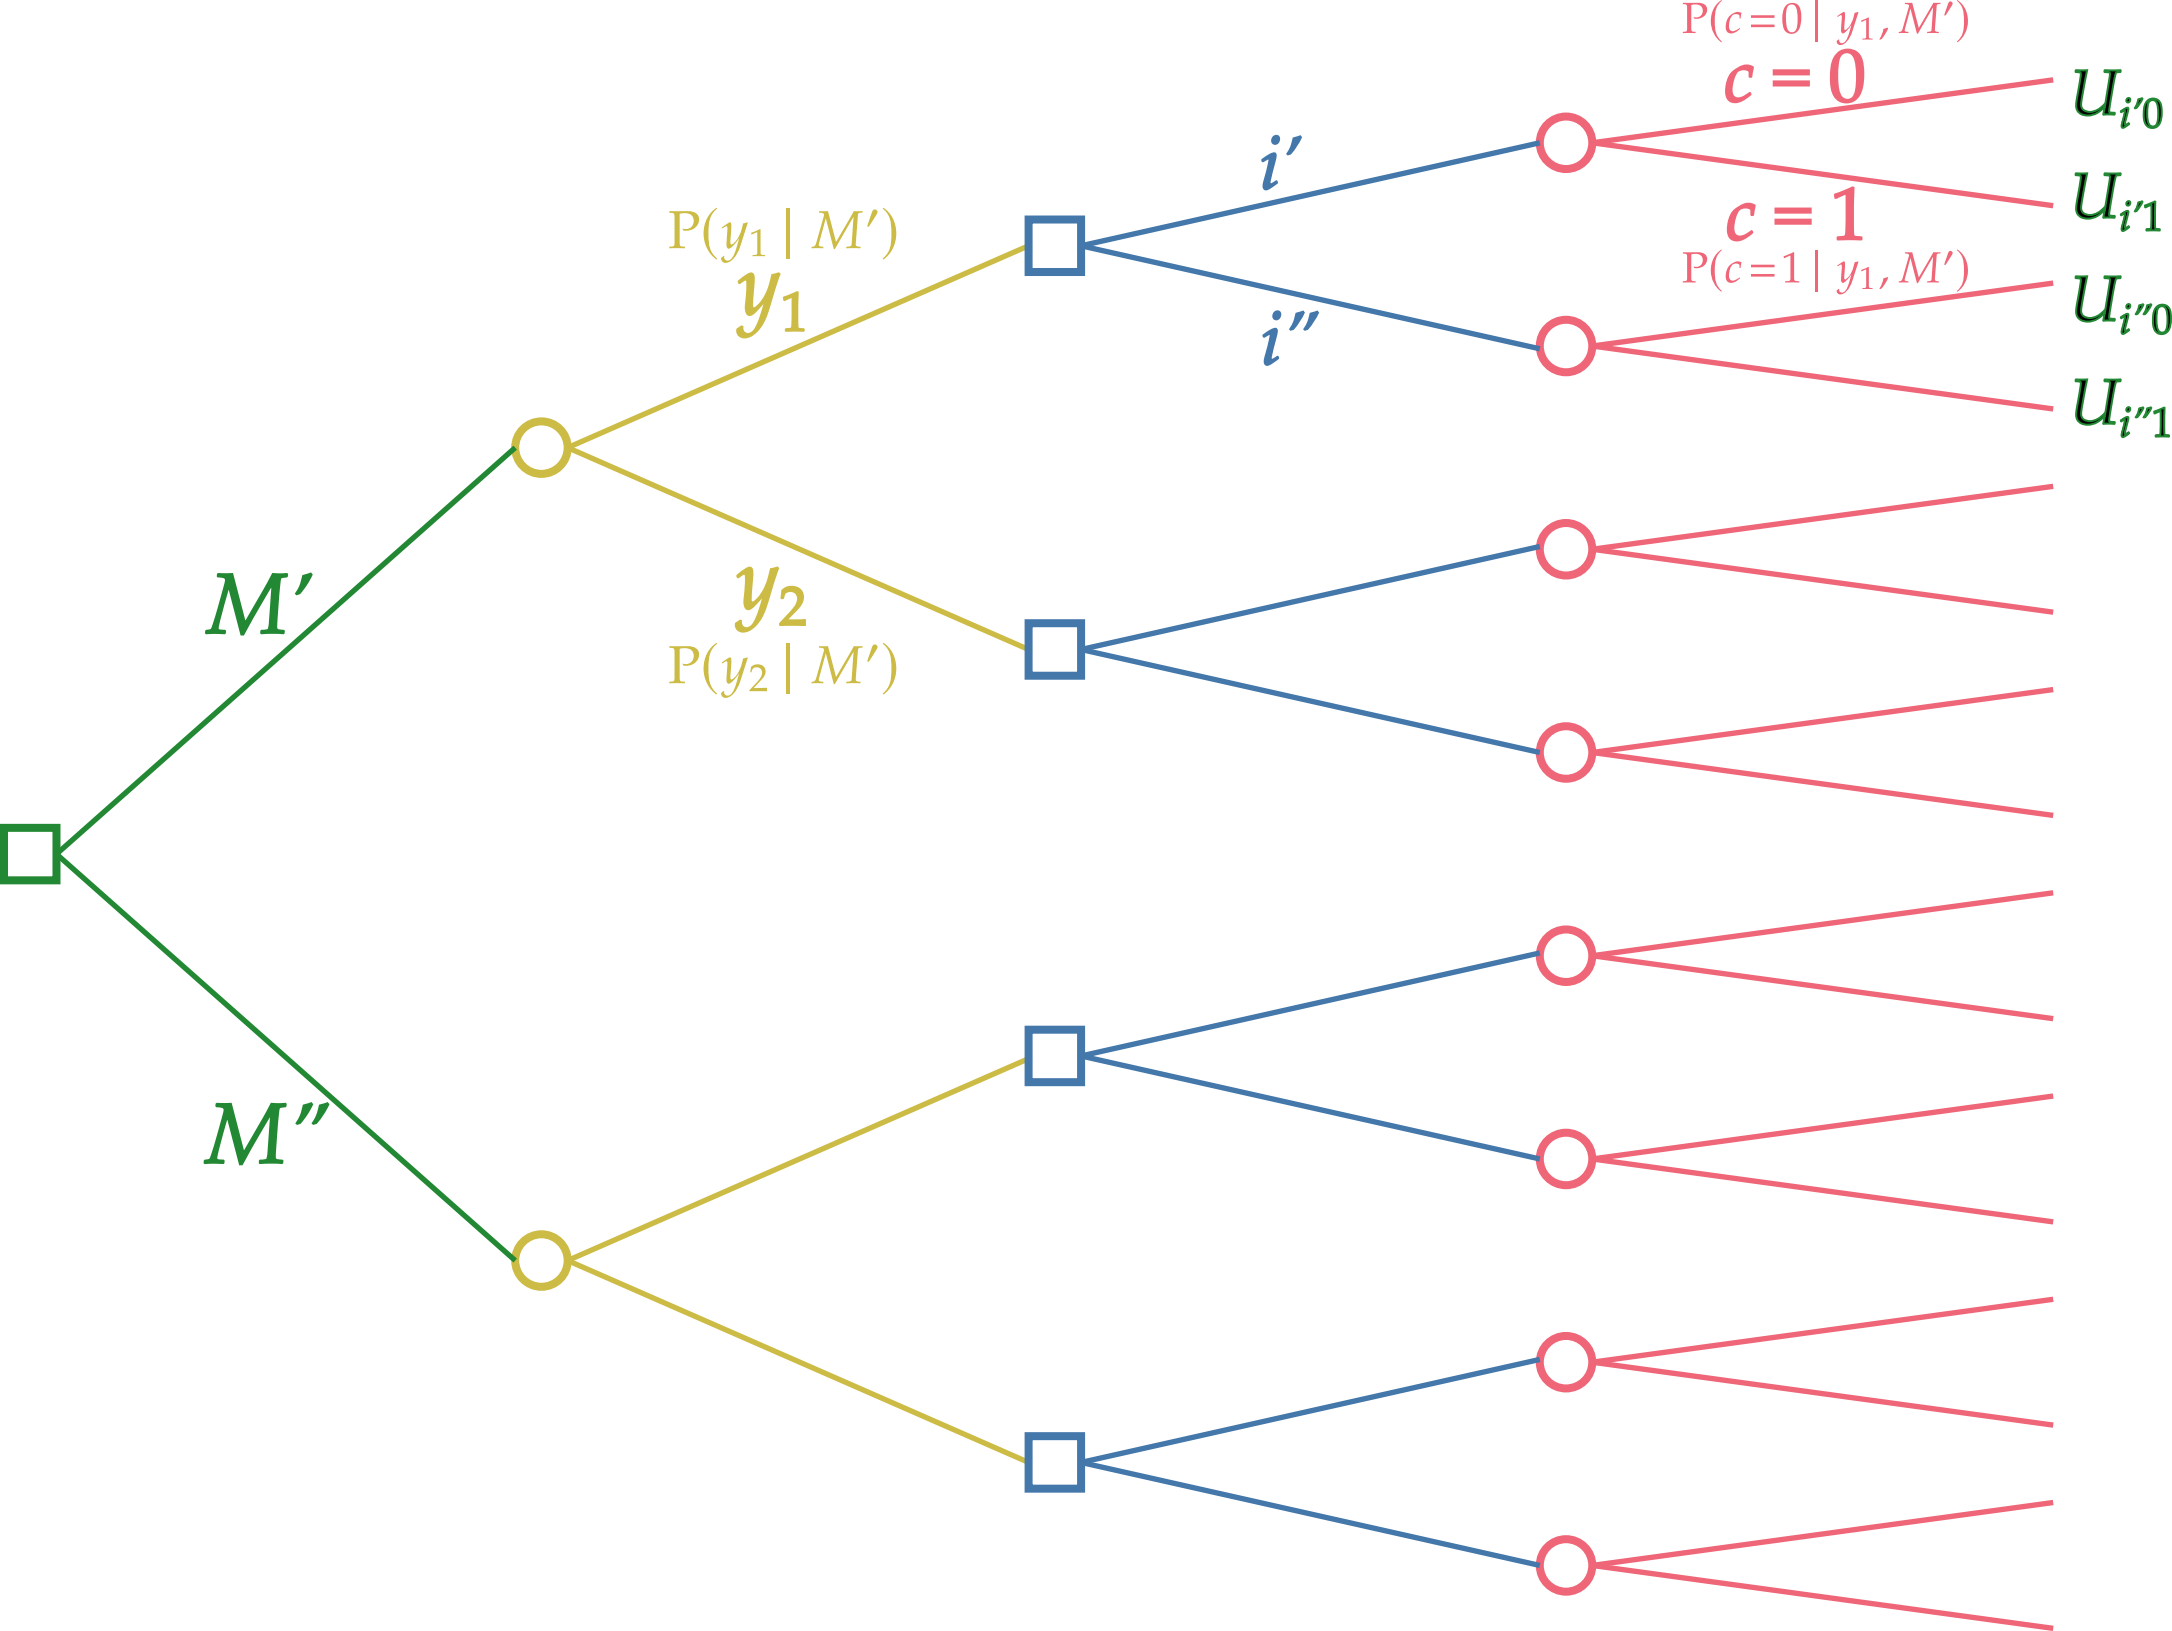 P(c=0 | y₁, M′)
c = 0
u_i′0
i′
u_i′1
c = 1
P(y₁ | M′)
P(c=1 | y₁, M′)
y₁
u_i″0
i″
u_i″1
M′
y₂
P(y₂ | M′)
M″